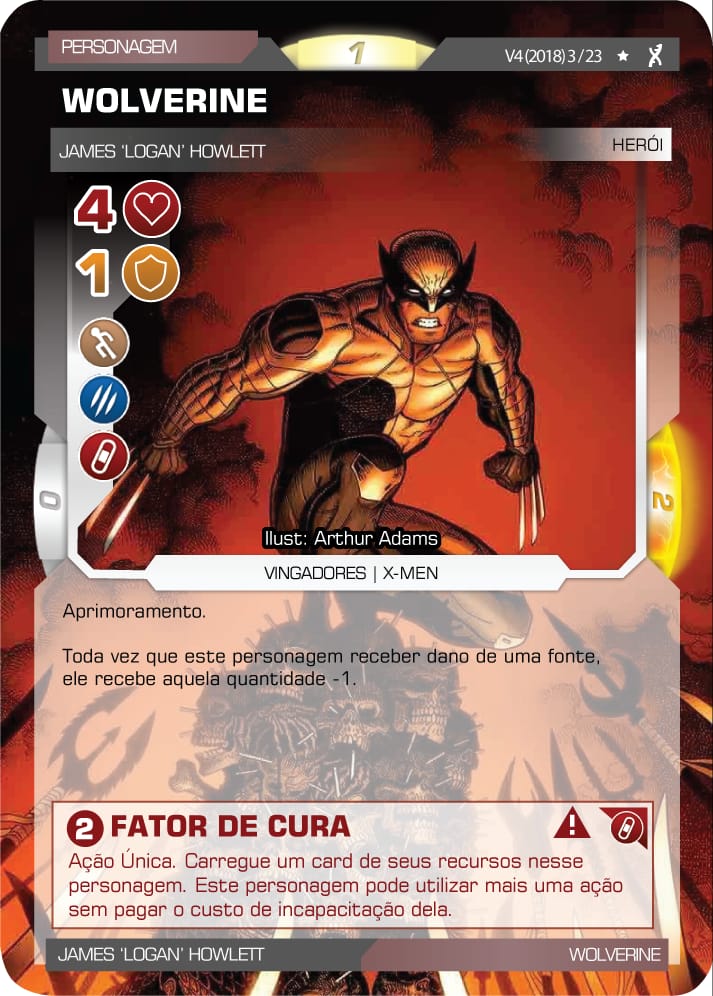 PERSONAGEM
1
V4(2018)3/23
WOLVERINE
JAMES 'LOGAN' HOWLETT
HERÓI
4
1
0
2
Ilust: Arthur Adams
VINGADORES | X-MEN
Aprimoramento.
Toda vez que este personagem receber dano de uma fonte,
ele recebe aquela quantidade -1.
2 FATOR DE CURA
Ação Única. Carregue um card de seus recursos nesse
personagem. Este personagem pode utilizar mais uma ação
sem pagar o custo de incapacitação dela.
JAMES 'LOGAN' HOWLETT
WOLVERINE